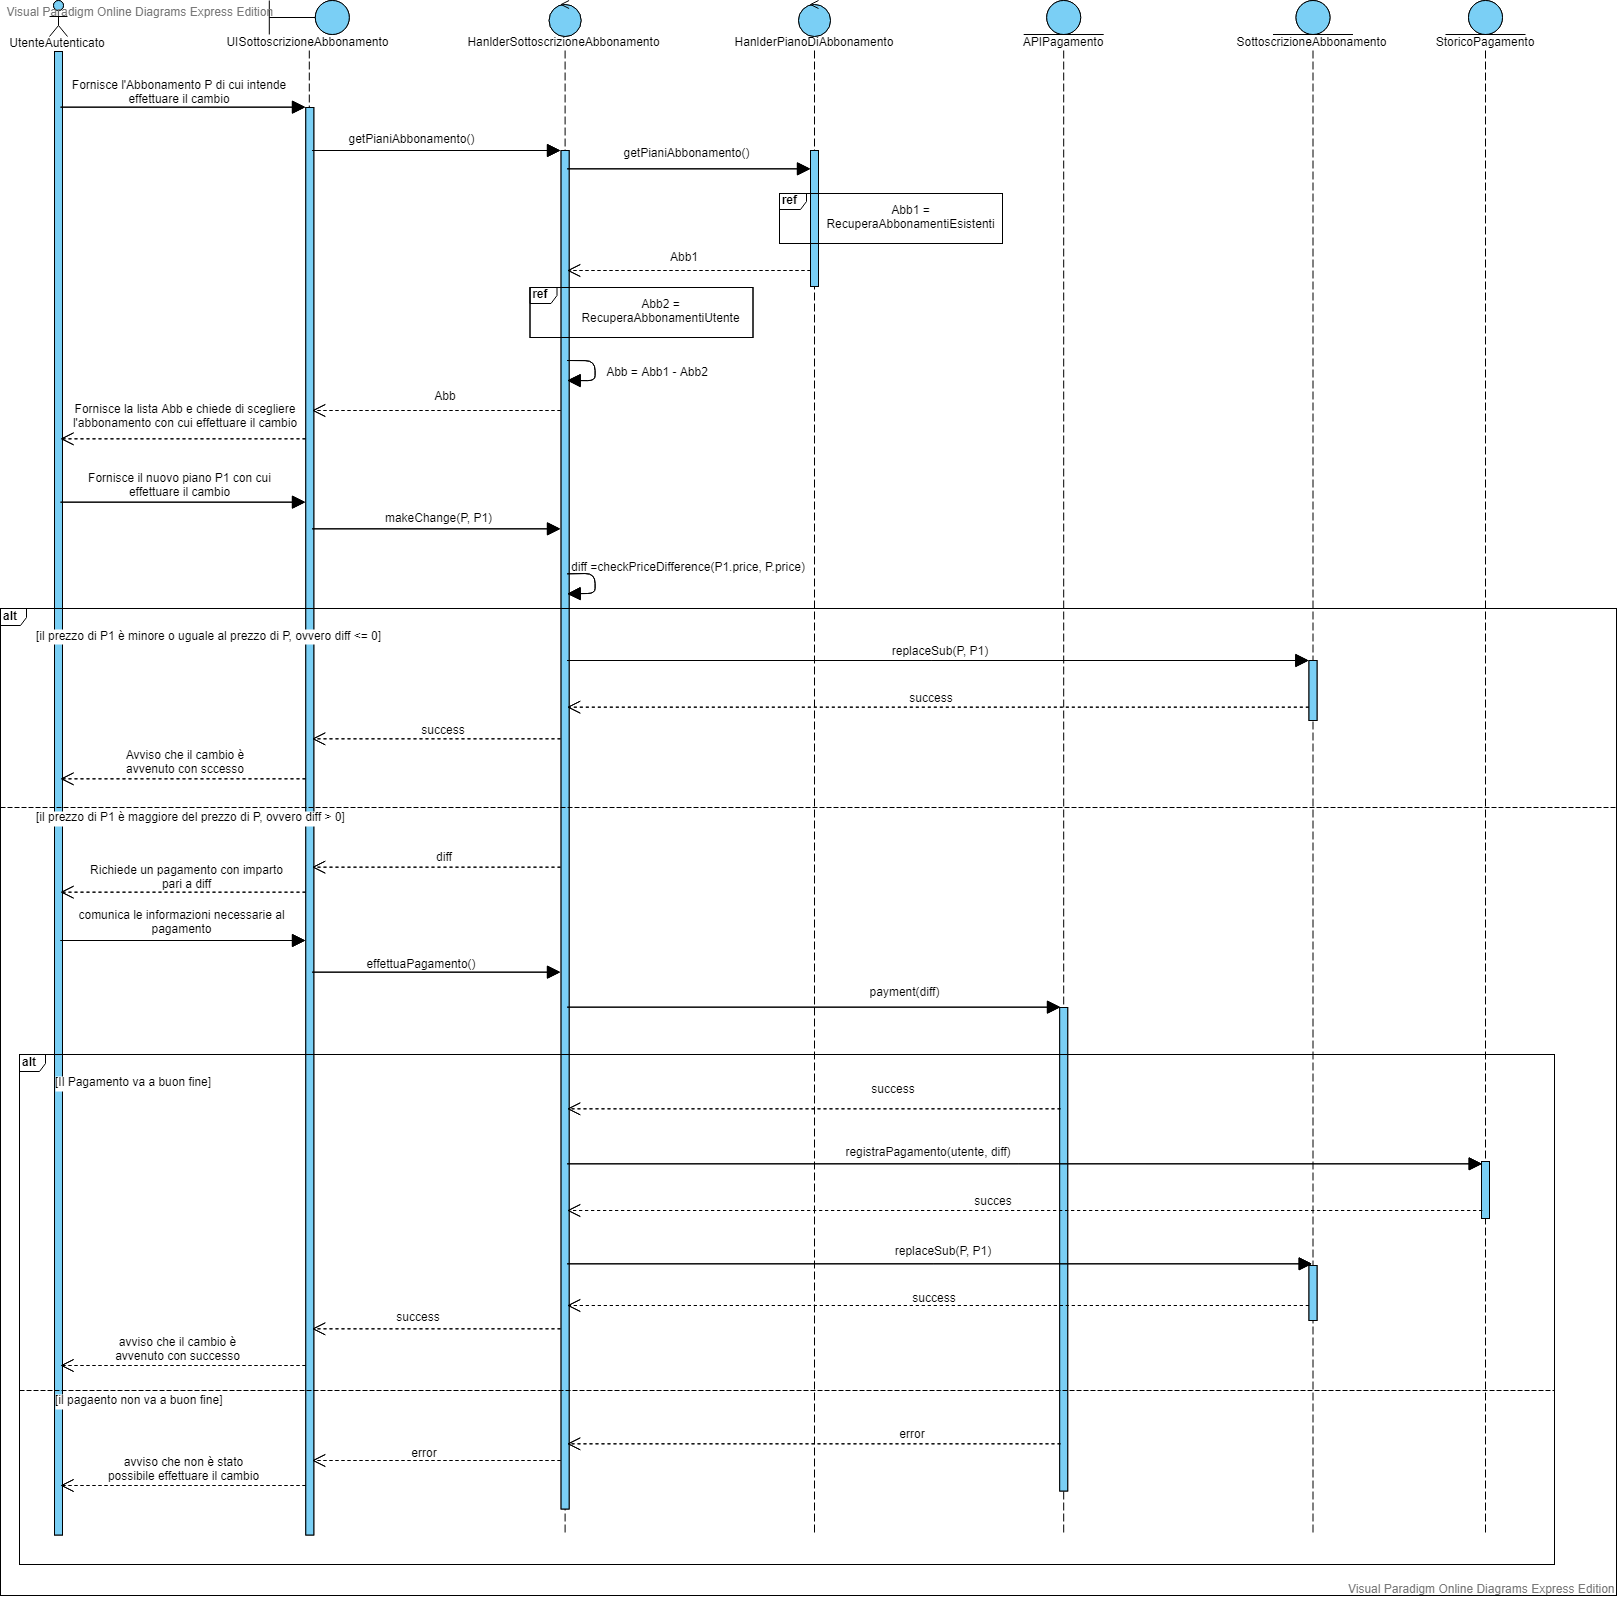 Visual Paradigm Online Diagrams Express Edition
UtenteAutenticato
UISottoscrizioneAbbonamento
HanlderSottoscrizioneAbbonamento
HanlderPianoDiAbbonamento
APIPagamento
SottoscrizioneAbbonamento
StoricoPagamento
Fornisce l'Abbonamento P di cui intende
effettuare il cambio
getPianiAbbonamento()
getPianiAbbonamento()
ref
Abb1 =
RecuperaAbbonamentiEsistenti
Abb1
ref
Abb2 =
RecuperaAbbonamentiUtente
Abb = Abb1 - Abb2
Abb
Fornisce la lista Abb e chiede di scegliere
l'abbonamento con cui effettuare il cambio
Fornisce il nuovo piano P1 con cui
effettuare il cambio
makeChange(P, P1)
diff =checkPriceDifference(P1.price, P.price)
alt
[il prezzo di P1 è minore o uguale al prezzo di P, ovvero diff <= 0]
replaceSub(P, P1)
success
success
Avviso che il cambio è
avvenuto con sccesso
[il prezzo di P1 è maggiore del prezzo di P, ovvero diff > 0]
diff
Richiede un pagamento con imparto
pari a diff
comunica le informazioni necessarie al
pagamento
effettuaPagamento()
payment(diff)
alt
[Il Pagamento va a buon fine]
success
registraPagamento(utente, diff)
succes
replaceSub(P, P1)
success
success
avviso che il cambio è
avvenuto con successo
[il pagaento non va a buon fine]
error
error
avviso che non è stato
possibile effettuare il cambio
Visual Paradigm Online Diagrams Express Edition